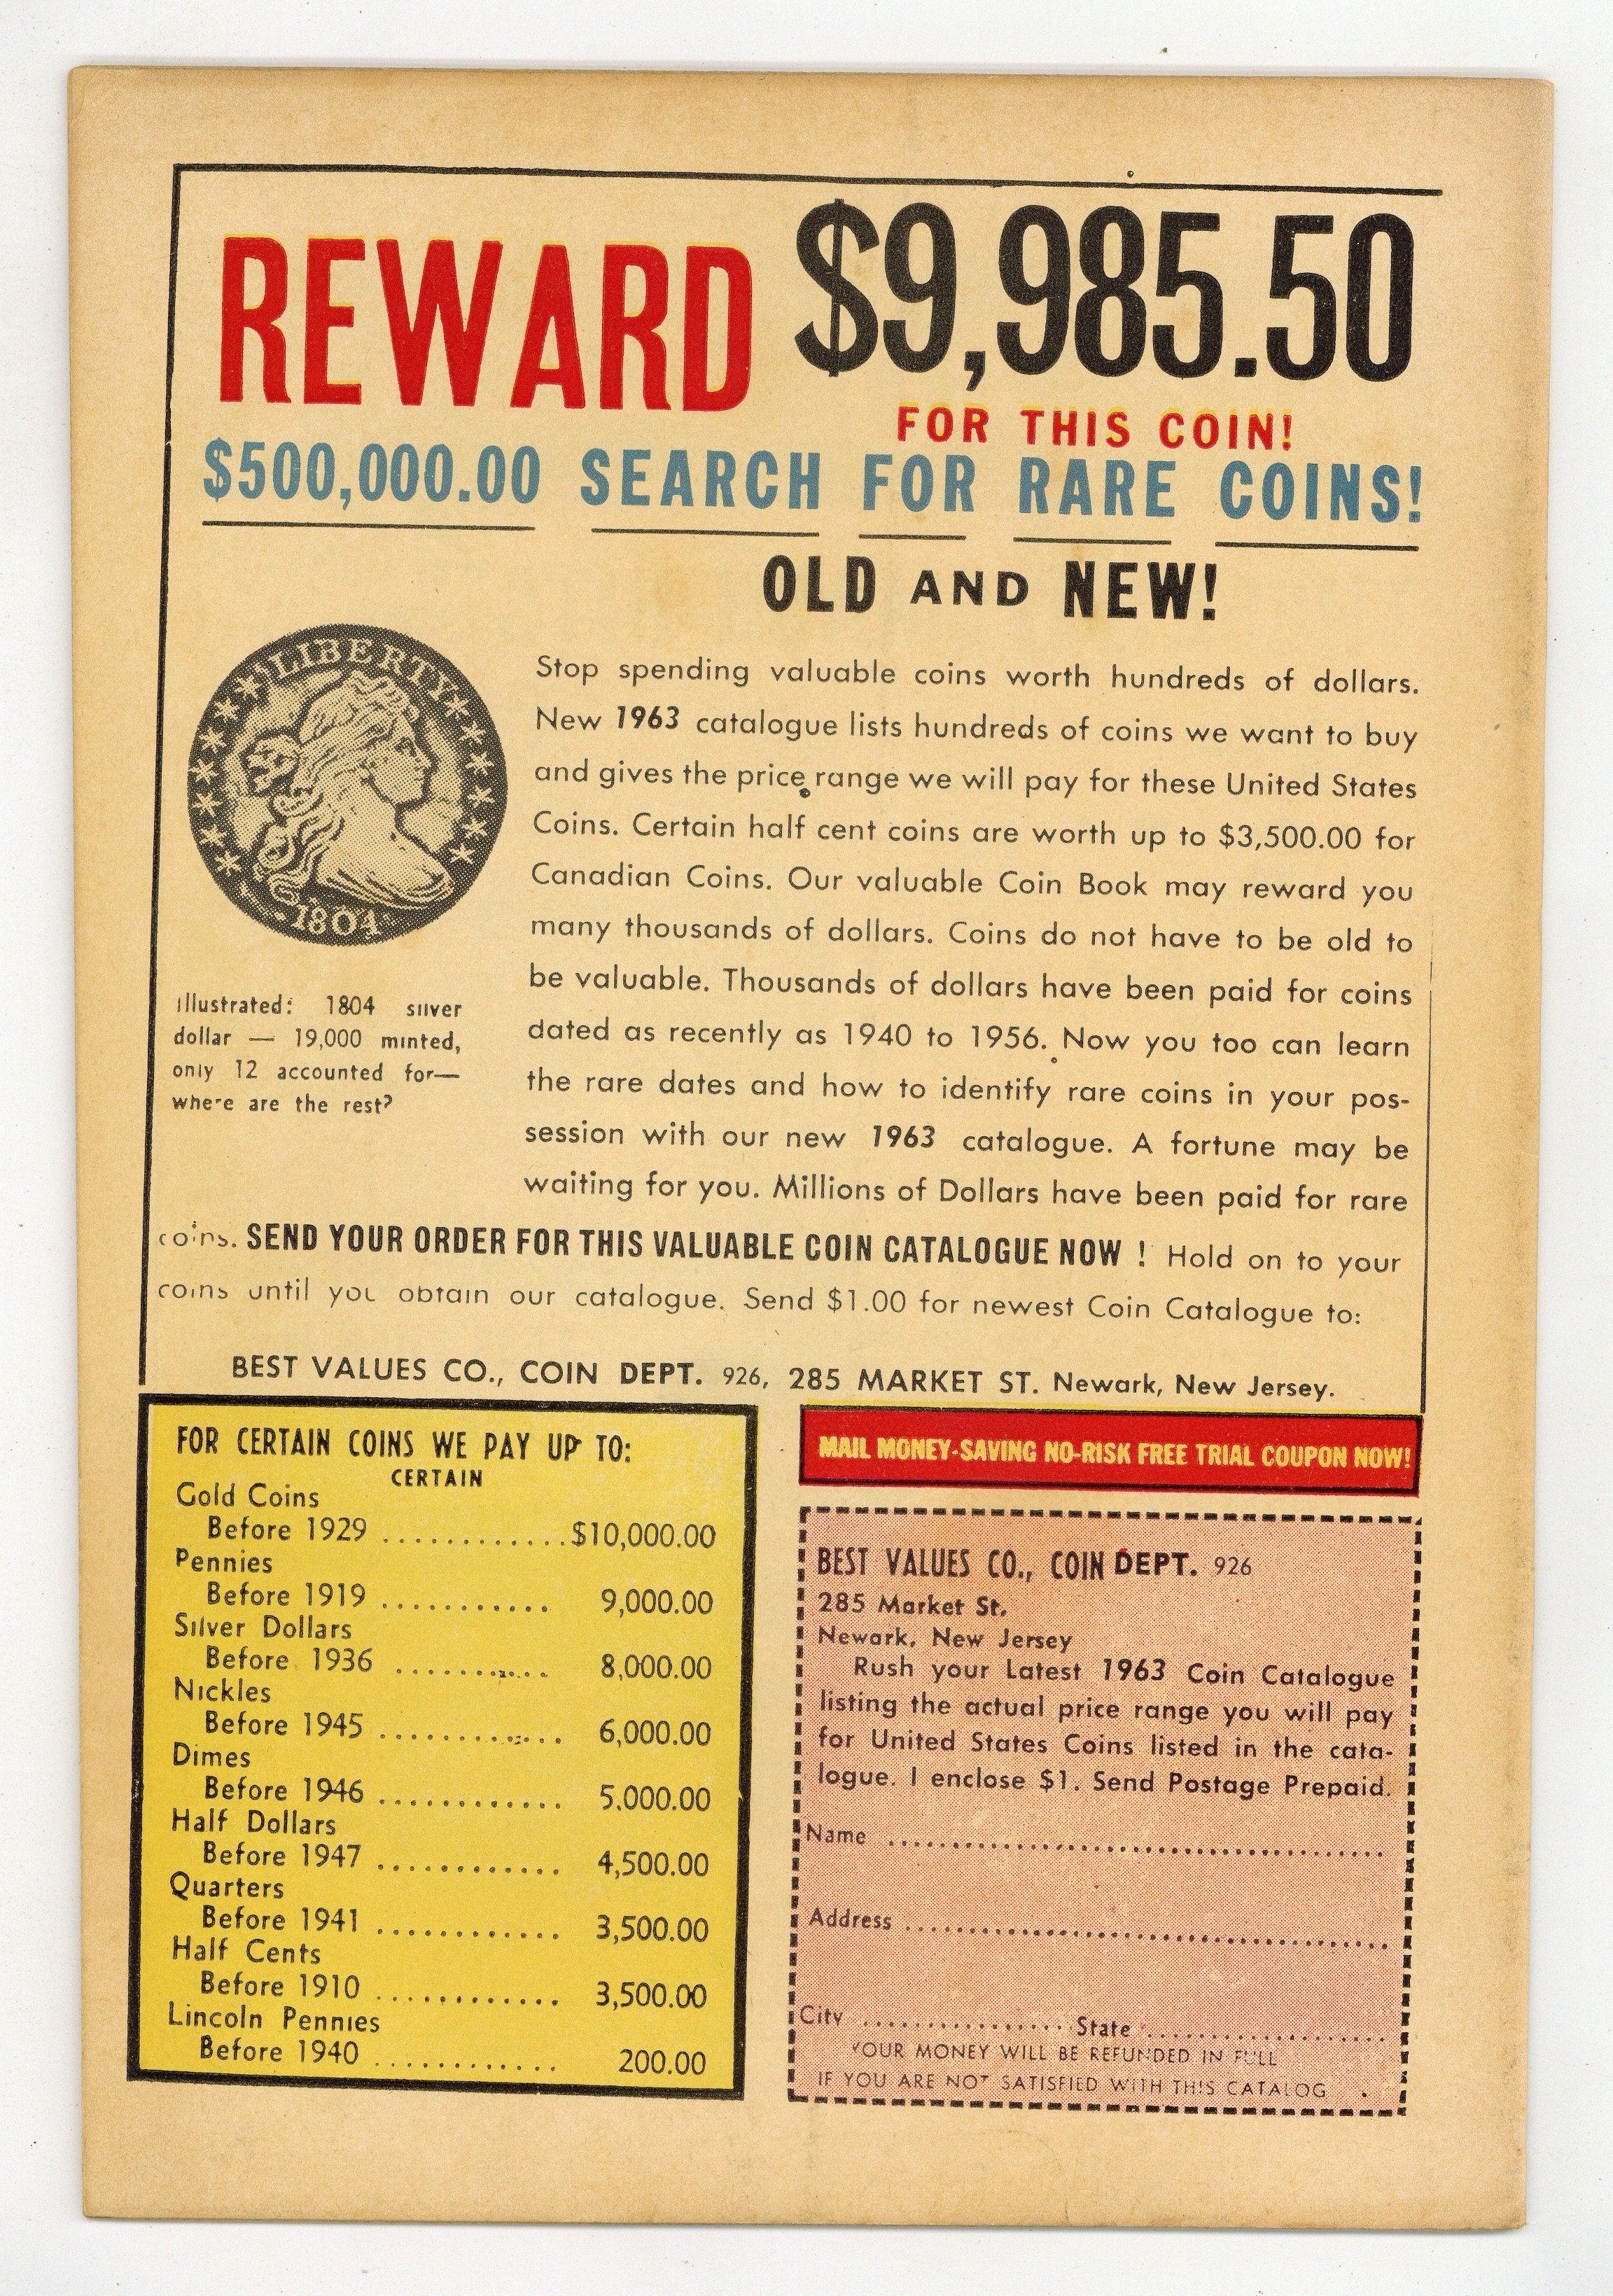 REWARD $9,985.50
FOR THIS COIN!
$500,000.00 SEARCH FOR RARE COINS!
OLD AND NEW!
LIBERTY
1804
Illustrated: 1804 silver
dollar — 19,000 minted,
only 12 accounted for—
where are the rest?
Stop spending valuable coins worth hundreds of dollars.
New 1963 catalogue lists hundreds of coins we want to buy
and gives the price range we will pay for these United States
Coins. Certain half cent coins are worth up to $3,500.00 for
Canadian Coins. Our valuable Coin Book may reward you
many thousands of dollars. Coins do not have to be old to
be valuable. Thousands of dollars have been paid for coins
dated as recently as 1940 to 1956. Now you too can learn
the rare dates and how to identify rare coins in your pos-
session with our new 1963 catalogue. A fortune may be
waiting for you. Millions of Dollars have been paid for rare
coins. SEND YOUR ORDER FOR THIS VALUABLE COIN CATALOGUE NOW ! Hold on to your
coins until you obtain our catalogue. Send $1.00 for newest Coin Catalogue to:
BEST VALUES CO., COIN DEPT. 926, 285 MARKET ST. Newark, New Jersey.
FOR CERTAIN COINS WE PAY UP TO:
CERTAIN
Gold Coins
Before 1929 ............. $10,000.00
Pennies
Before 1919 ........... 9,000.00
Silver Dollars
Before 1936 ........... 8,000.00
Nickles
Before 1945 ............ 6,000.00
Dimes
Before 1946 ............ 5.000.00
Half Dollars
Before 1947 ............ 4,500.00
Quarters
Before 1941 ............ 3,500.00
Half Cents
Before 1910 ............ 3,500.00
Lincoln Pennies
Before 1940 ............ 200.00
MAIL MONEY-SAVING NO-RISK FREE TRIAL COUPON NOW!
BEST VALUES CO., COIN DEPT. 926
285 Market St.
Newark, New Jersey
Rush your Latest 1963 Coin Catalogue
listing the actual price range you will pay
for United States Coins listed in the cata-
logue. I enclose $1. Send Postage Prepaid.
Name ........................................
Address .......................................
City ................. State ...................
YOUR MONEY WILL BE REFUNDED IN FULL
IF YOU ARE NOT SATISFIED WITH THIS CATALOG